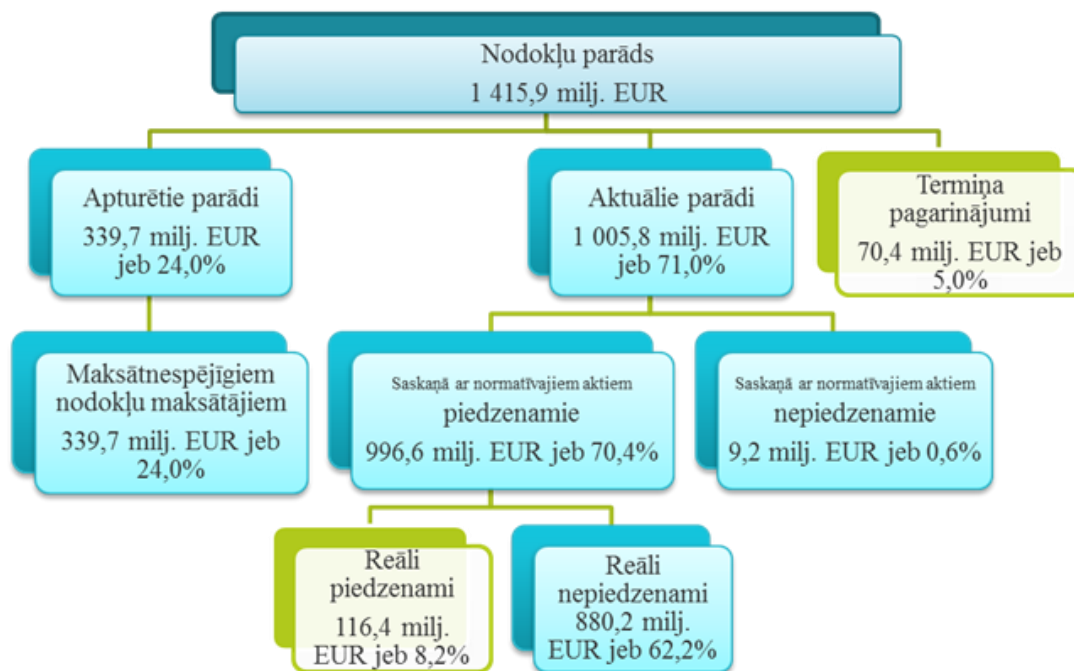 Nodokļu parāds
1 415,9 milj. EUR
Apturētie parādi
339,7 milj. EUR
jeb 24,0%
Aktuālie parādi
1 005,8 milj. EUR
jeb 71,0%
Termiņa
pagarinājumi
70,4 milj. EUR jeb
5,0%
Maksātnespējīgiem
nodokļu maksātājiem
339,7 milj. EUR jeb
24,0%
Saskaņā ar normatīvajiem aktiem
piedzenamie
996,6 milj. EUR jeb 70,4%
Saskaņā ar normatīvajiem aktiem
nepiedzenamie
9,2 milj. EUR jeb 0,6%
Reāli
piedzenami
116,4 milj.
EUR jeb 8,2%
Reāli
nepiedzenami
880,2 milj.
EUR jeb 62,2%